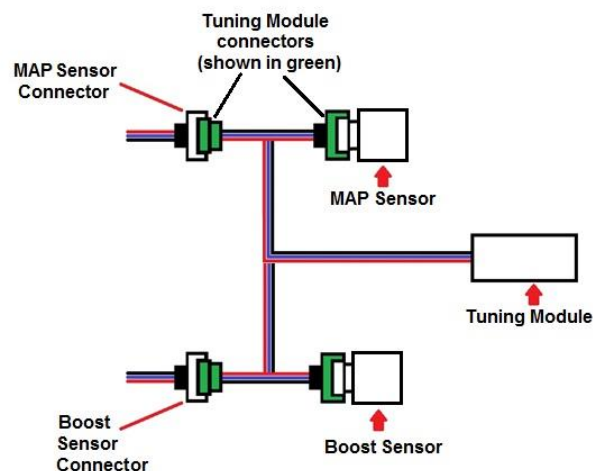 Tuning Module
connectors
(shown in green)
MAP Sensor
Connector
MAP Sensor
Tuning Module
Boost
Sensor
Connector
Boost Sensor